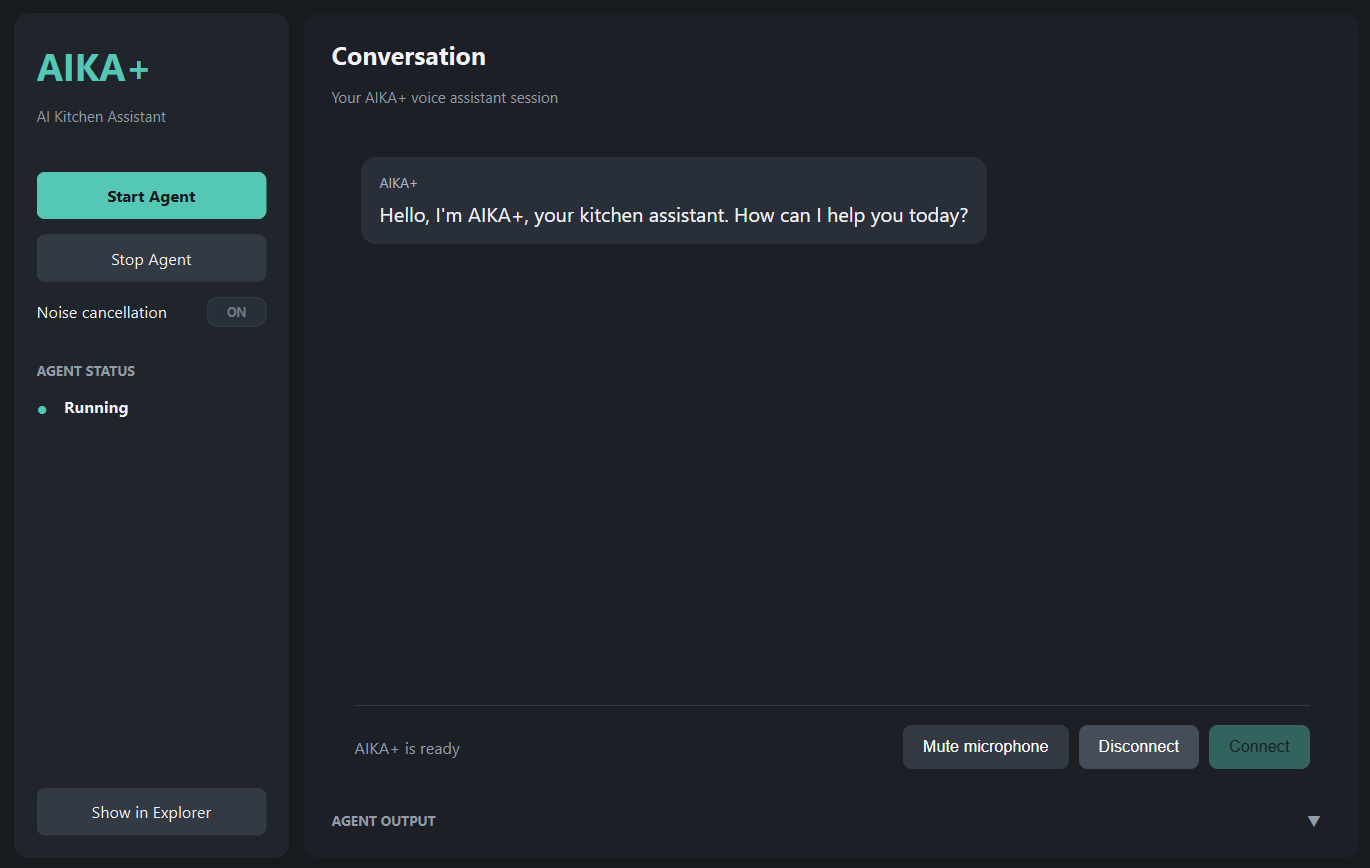 AIKA+
AI Kitchen Assistant
Start Agent
Stop Agent
Noise cancellation ON
AGENT STATUS
Running
Show in Explorer
Conversation
Your AIKA+ voice assistant session
AIKA+
Hello, I'm AIKA+, your kitchen assistant. How can I help you today?
AIKA+ is ready
Mute microphone Disconnect Connect
AGENT OUTPUT